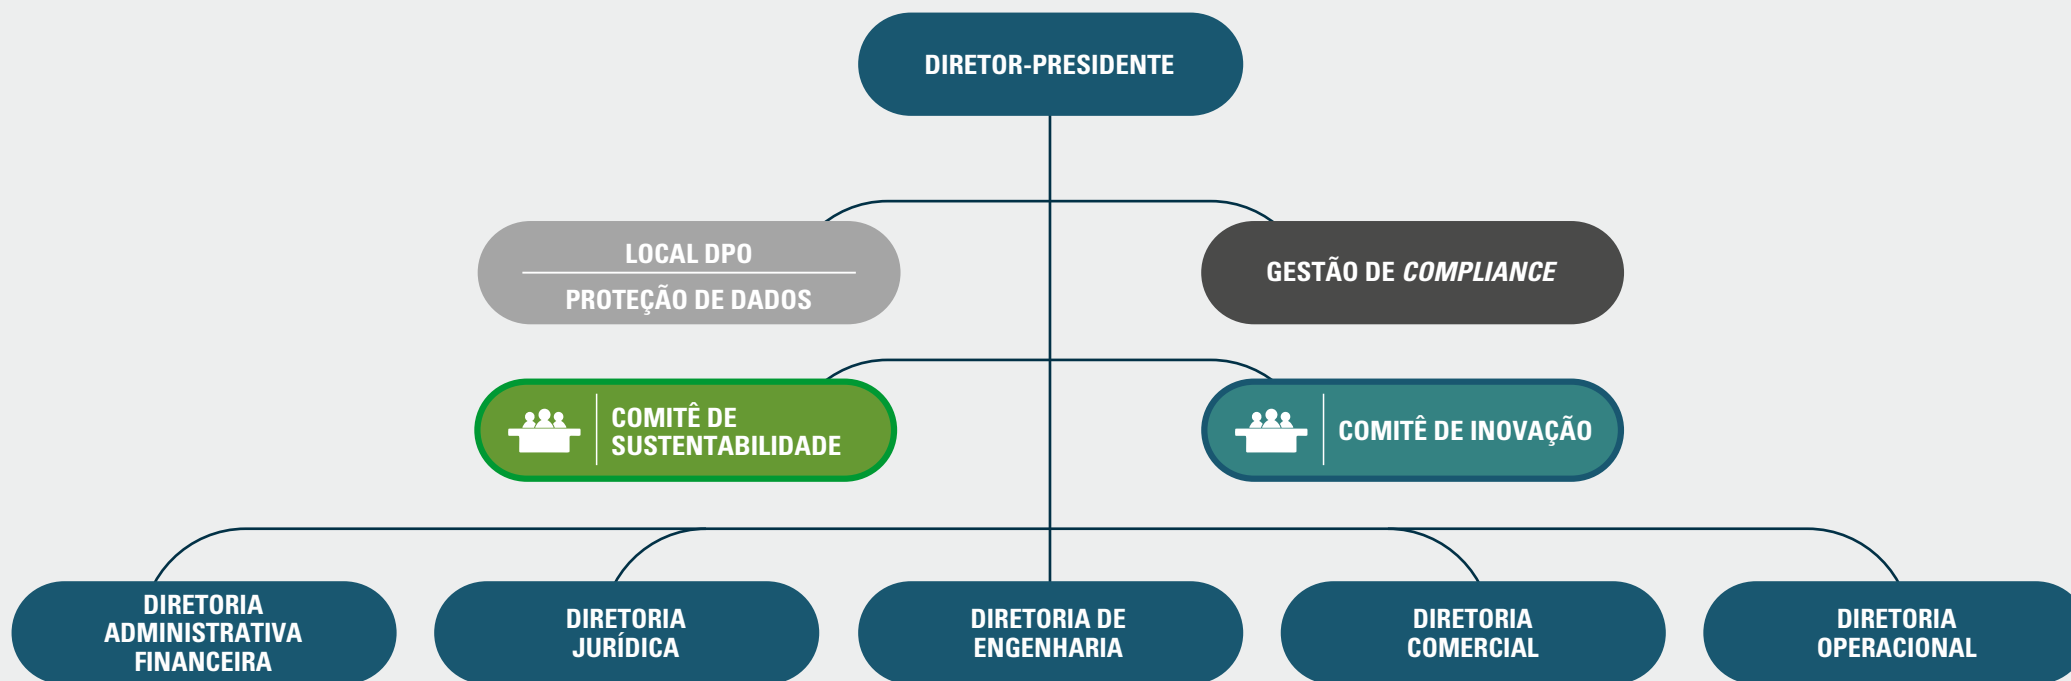 DIRETOR-PRESIDENTE
LOCAL DPO
PROTEÇÃO DE DADOS
GESTÃO DE COMPLIANCE
COMITÊ DE
SUSTENTABILIDADE
COMITÊ DE INOVAÇÃO
DIRETORIA
ADMINISTRATIVA
FINANCEIRA
DIRETORIA
JURÍDICA
DIRETORIA DE
ENGENHARIA
DIRETORIA
COMERCIAL
DIRETORIA
OPERACIONAL